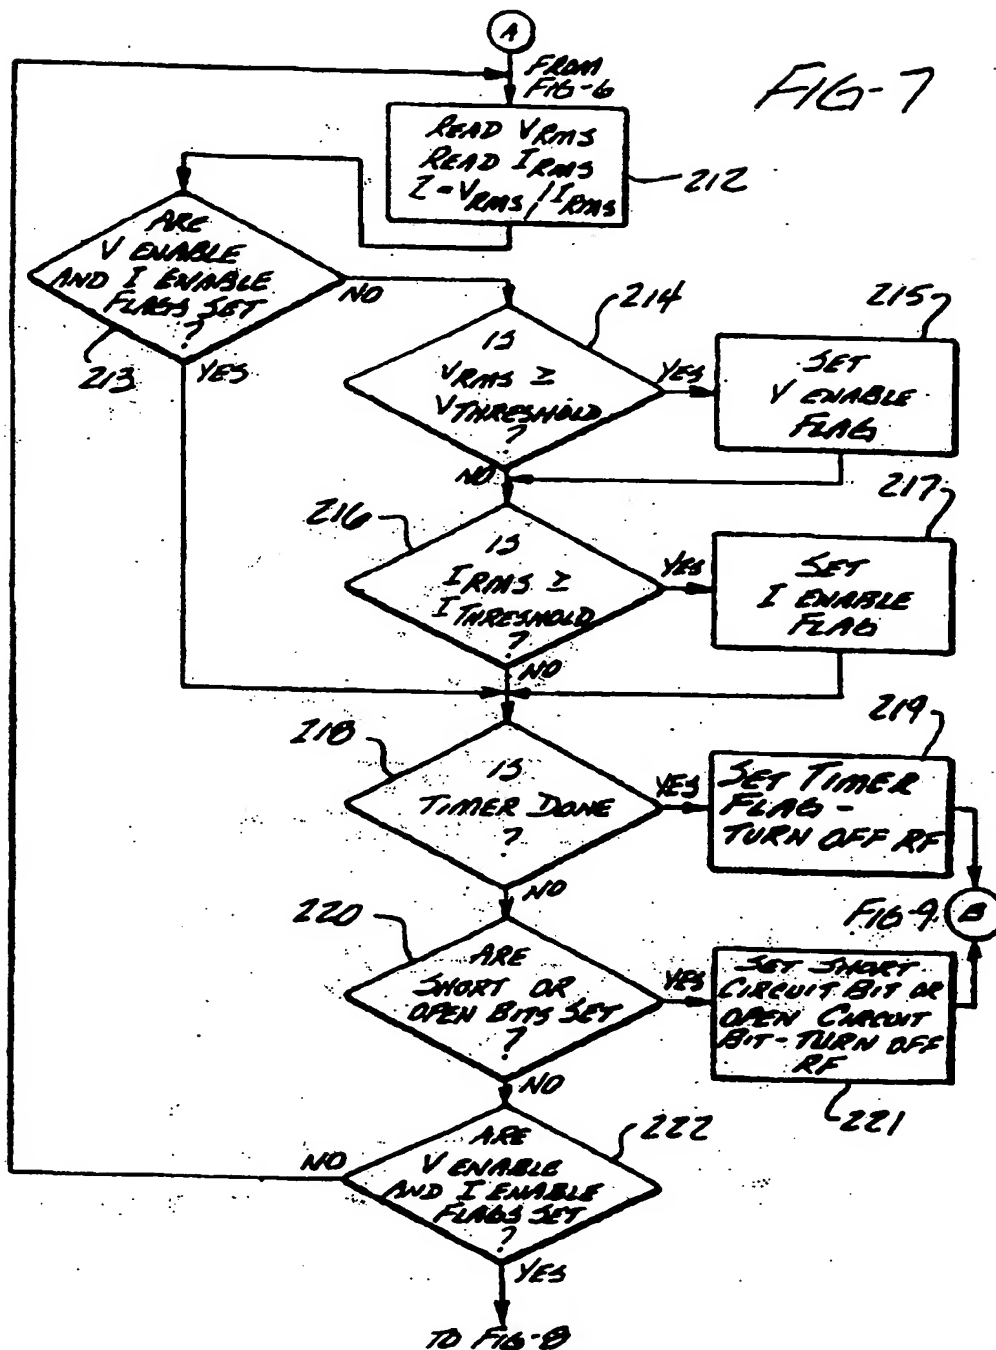 A
FROM
FIG-6
FIG-7
READ VRMS
READ IRMS
Z=VRMS/IRMS
212
ARE
V ENABLE
AND I ENABLE
FLAGS SET
?
213
NO
YES
214
IS
VRMS ≥
VTHRESHOLD
?
YES
NO
215
SET
V ENABLE
FLAG
216
IS
IRMS ≥
ITHRESHOLD
?
YES
NO
217
SET
I ENABLE
FLAG
218
IS
TIMER DONE
?
YES
NO
219
SET TIMER
FLAG-
TURN OFF RF
FIG-9
B
220
ARE
SHORT OR
OPEN BITS SET
?
YES
NO
SET SHORT
CIRCUIT BIT OR
OPEN CIRCUIT
BIT-TURN OFF
RF
221
222
ARE
V ENABLE
AND I ENABLE
FLAGS SET
?
NO
YES
TO FIG-8